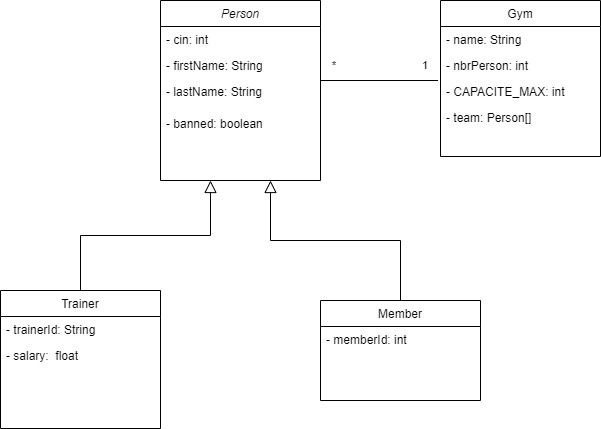 Person
- cin: int
- firstName: String
- lastName: String
- banned: boolean
* 1
Gym
- name: String
- nbrPerson: int
- CAPACITE_MAX: int
- team: Person[]
Trainer
- trainerId: String
- salary: float
Member
- memberId: int